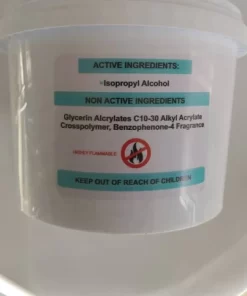 ACTIVE INGREDIENTS:
Isopropyl Alcohol
NON ACTIVE INGREDIENTS
Glycerin Alcrylates C10-30 Alkyl Acrylate
Crosspolymer, Benzophenone-4 Fragrance
KEEP OUT OF REACH OF CHILDREN